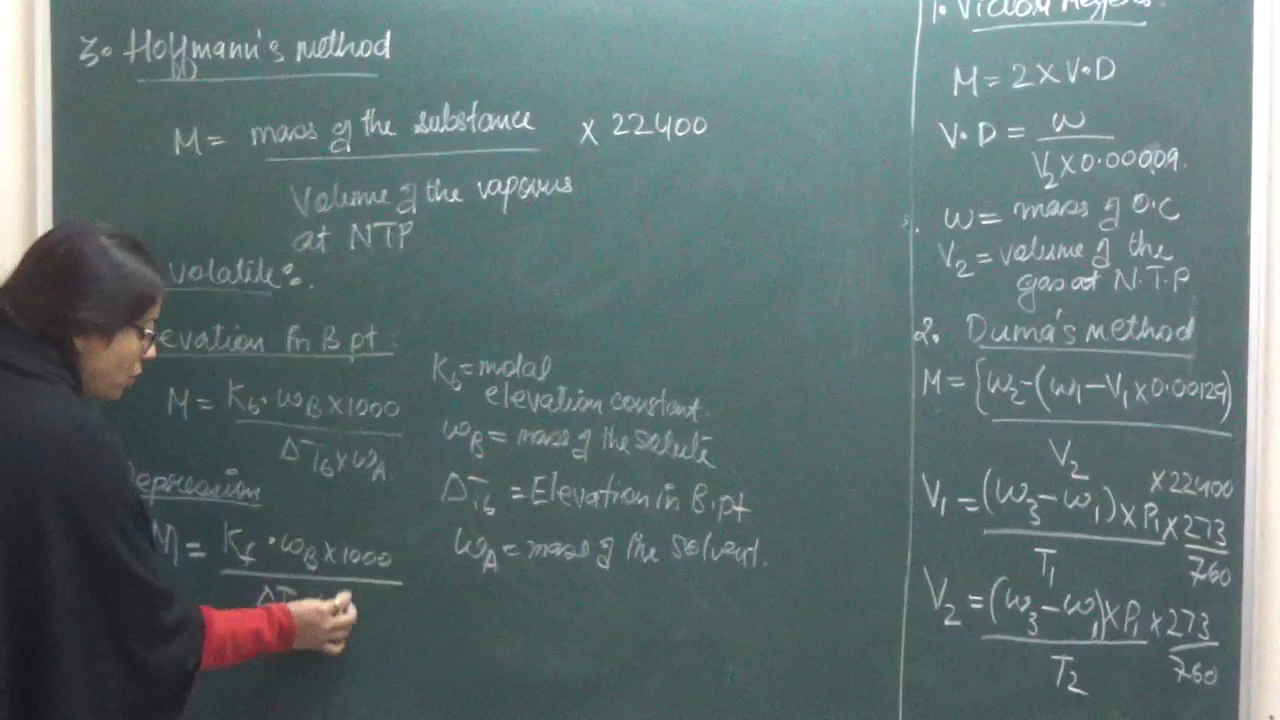 3. Hoffmann's method
M = mass of the substance × 22400
Volume of the vapours
at NTP
volatile:.
evation in B.pt.
M = Kb . wB × 1000
ΔTb × wA
Kb = molal
elevation constant.
wB = mass of the solute
ΔTb = Elevation in B.pt
wA = mass of the solvent.
epression
M = Kf . wB × 1000
ΔT
1. Victor
M = 2 × V.D
V.D = w
V2 × 0.00009.
w = mass of O.C
V2 = volume of the
gas at N.T.P
2. Duma's method
M = {w2 - (w1 - V1 × 0.00129)
V2
× 22400
V1 = (w3 - w1) × P1 × 273
T1
760
V2 = (w3 - w1) × P1 × 273
T2
760